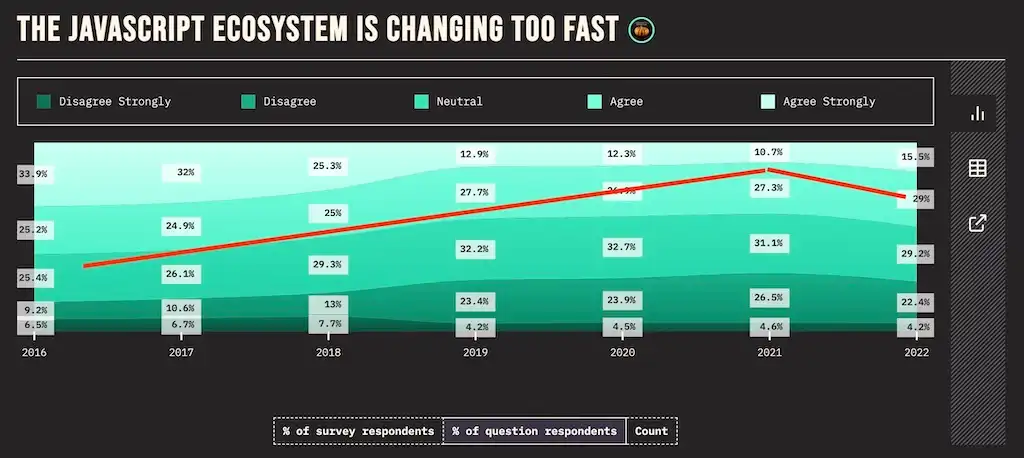 THE JAVASCRIPT ECOSYSTEM IS CHANGING TOO FAST
Disagree Strongly Disagree Neutral Agree Agree Strongly
33.9% 32% 25.3% 12.9% 12.3% 10.7% 15.5%
25.2% 24.9% 25% 27.7% 27.3% 29%
25.4% 26.1% 29.3% 32.2% 32.7% 31.1% 29.2%
9.2% 10.6% 13% 23.4% 23.9% 26.5% 22.4%
6.5% 6.7% 7.7% 4.2% 4.5% 4.6% 4.2%
2016 2017 2018 2019 2020 2021 2022
% of survey respondents % of question respondents Count